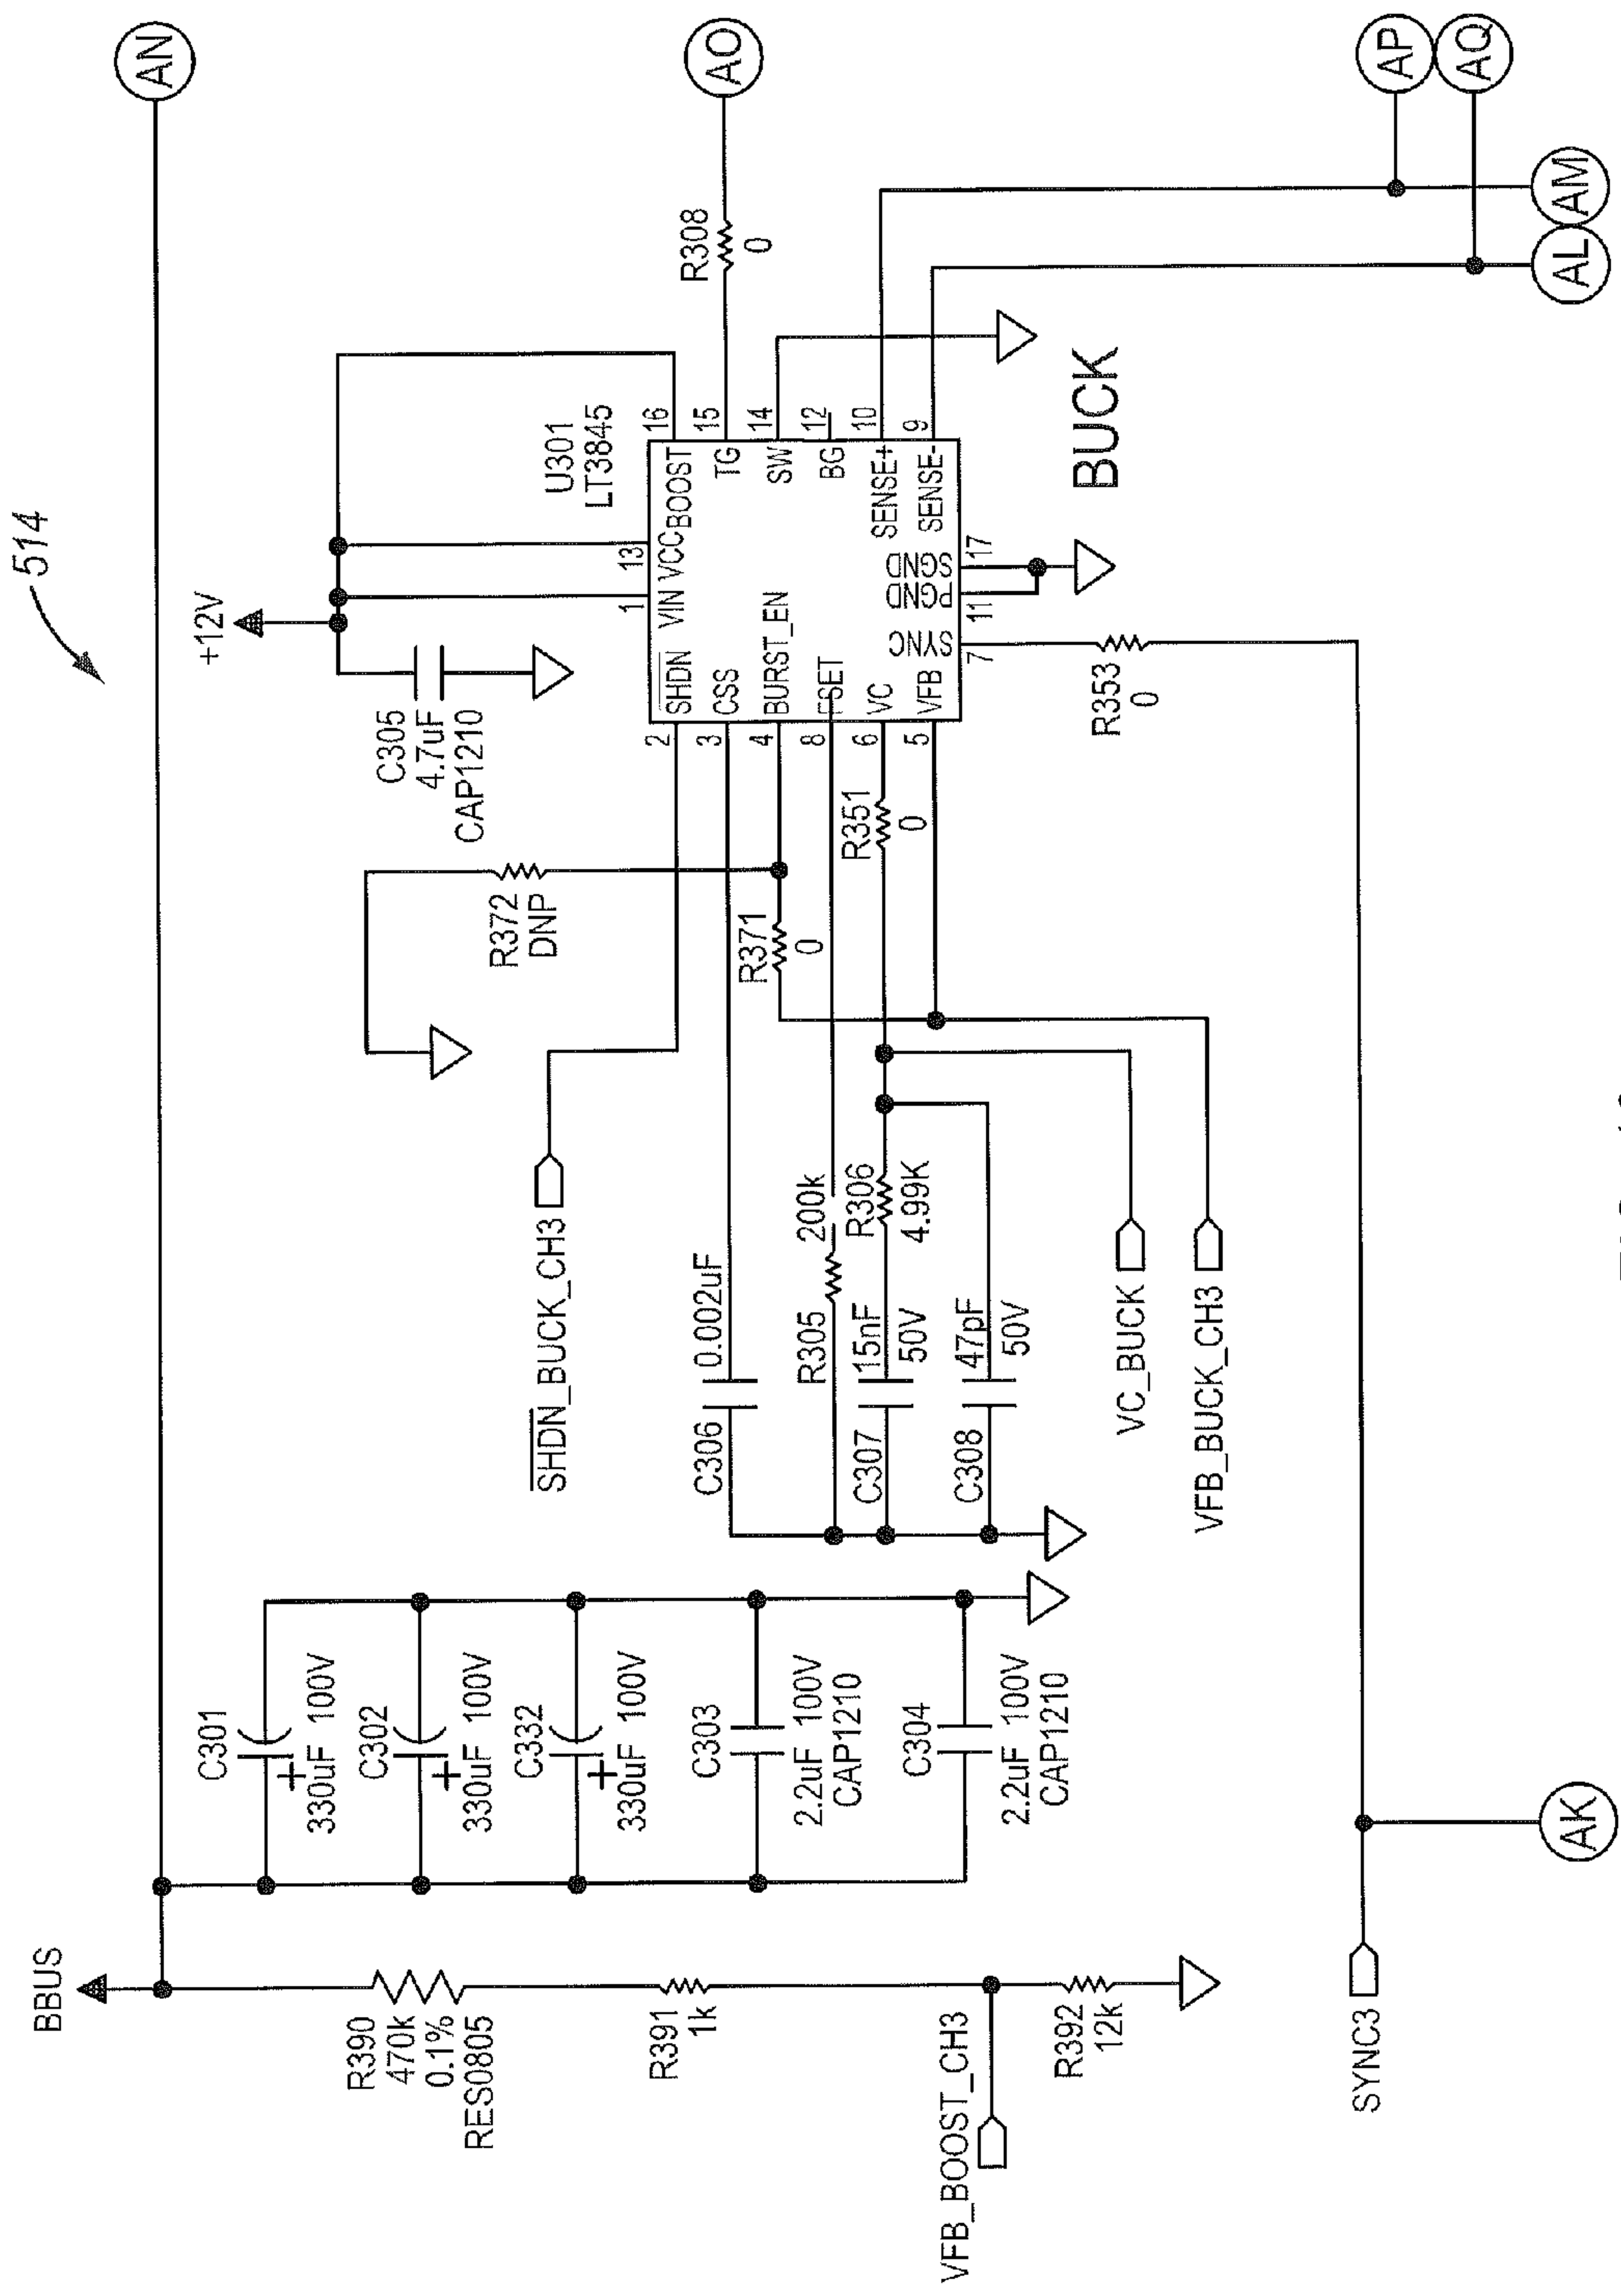 514
AN
BBUS
+12V
C305
4.7uF
CAP1210
U301
LT3845
R308
0
AO
R372
DNP
SHDN_BUCK_CH3
R371
0
R351
0
1
VIN
13
VCC
16
BOOST
15
TG
14
SW
12
BG
10
SENSE+
9
SENSE-
2
SHDN
3
CSS
4
BURST_EN
8
FSET
6
VC
5
VFB
7
SYNC
11
PGND
17
SGND
BUCK
R353
0
C301
330uF 100V
+
C302
330uF 100V
+
C332
330uF 100V
+
C303
2.2uF 100V
CAP1210
C304
2.2uF 100V
CAP1210
C306
0.002uF
R305
200k
R306
4.99K
C307
15nF
50V
C308
47pF
50V
R390
470k
0.1%
RES0805
R391
1k
VFB_BOOST_CH3
R392
12k
VC_BUCK
VFB_BUCK_CH3
SYNC3
AK
AL
AM
AP
AQ